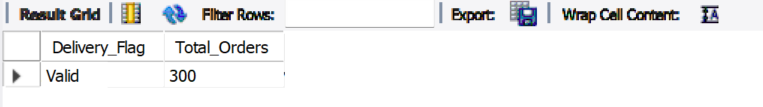 Result Grid Filter Rows: Export: Wrap Cell Content:
Delivery_Flag Total_Orders
Valid 300